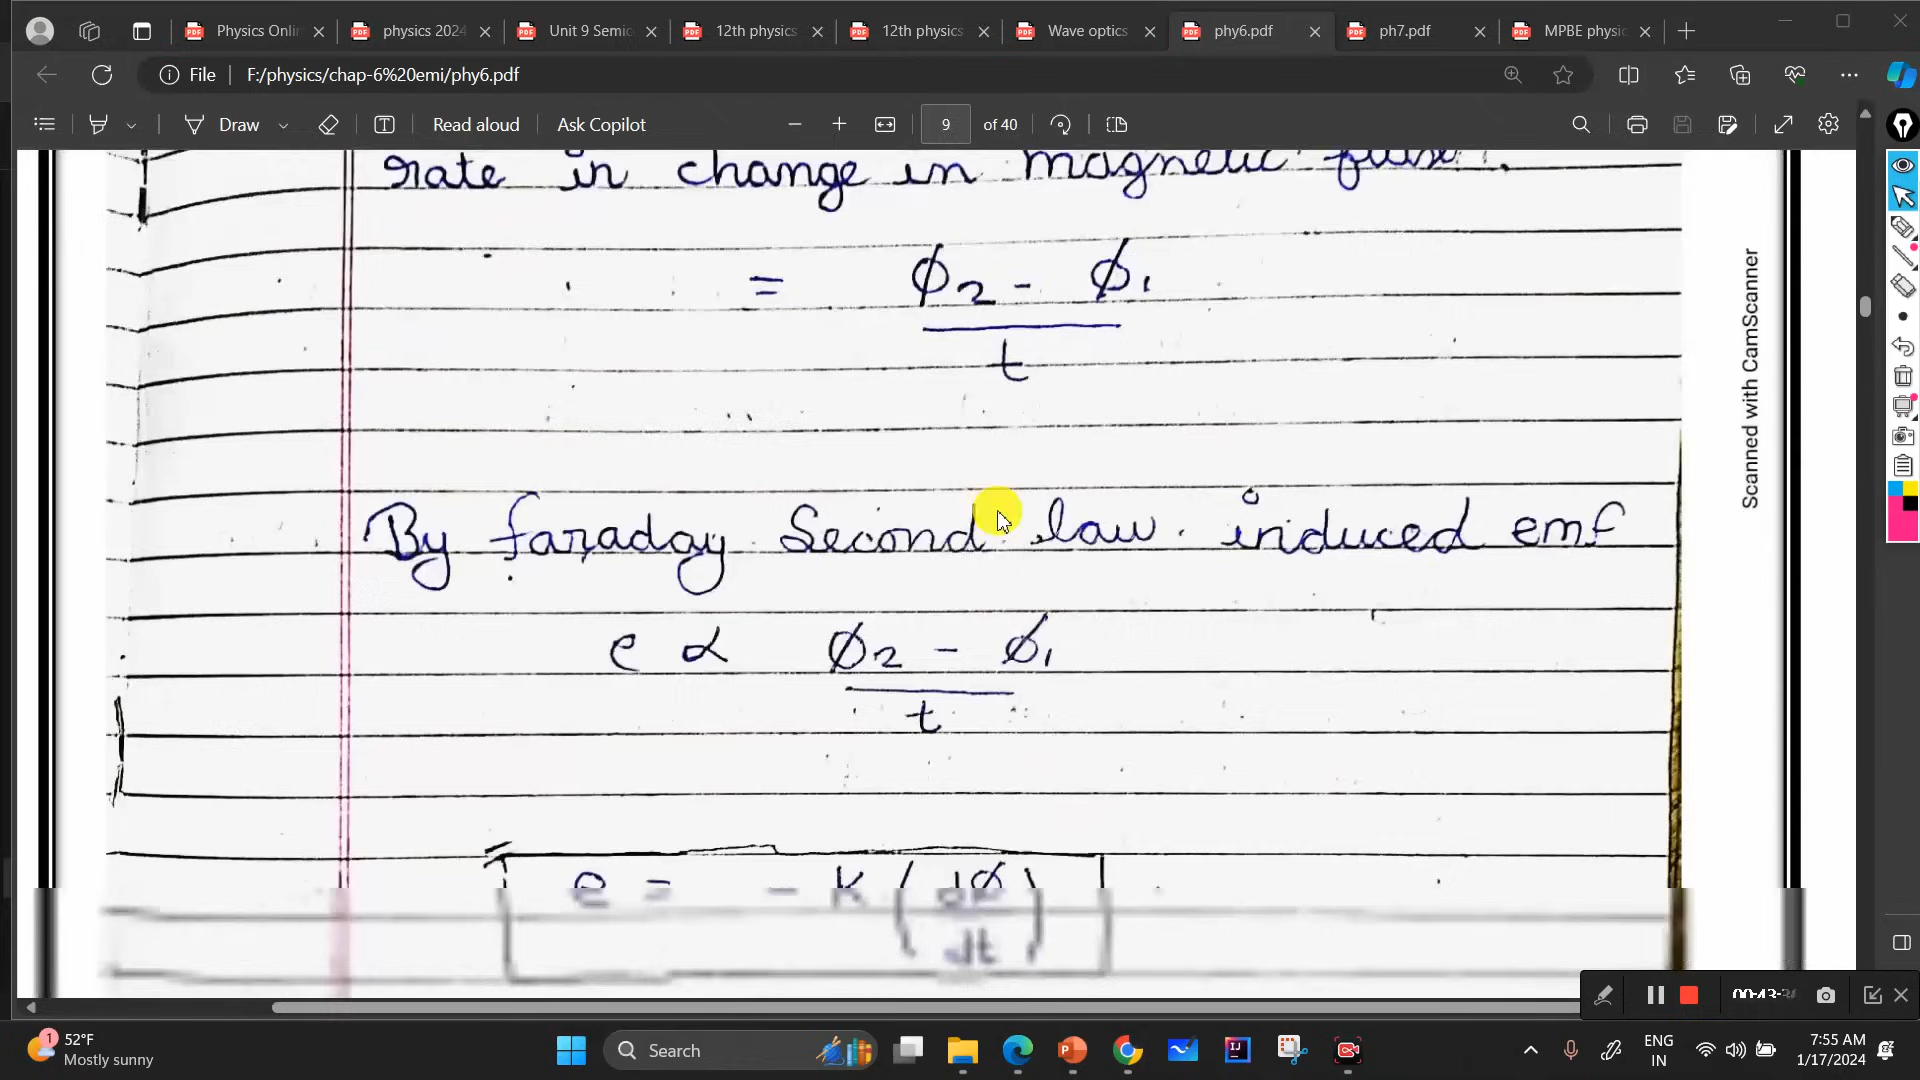 Physics Onlin
physics 2024
Unit 9 Semic
12th physics
12th physics
Wave optics
phy6.pdf
ph7.pdf
MPBE physic
File
F:/physics/chap-6%20emi/phy6.pdf
Draw
Read aloud
Ask Copilot
9
of 40
rate in change in magnetic flux.
= ϕ2 - ϕ1
t
By faraday Second law. induced emf
e ∝ ϕ2 - ϕ1
t
e = - k (dϕ
dt)
Scanned with CamScanner
1
52°F
Mostly sunny
Search
ENG
IN
7:55 AM
1/17/2024